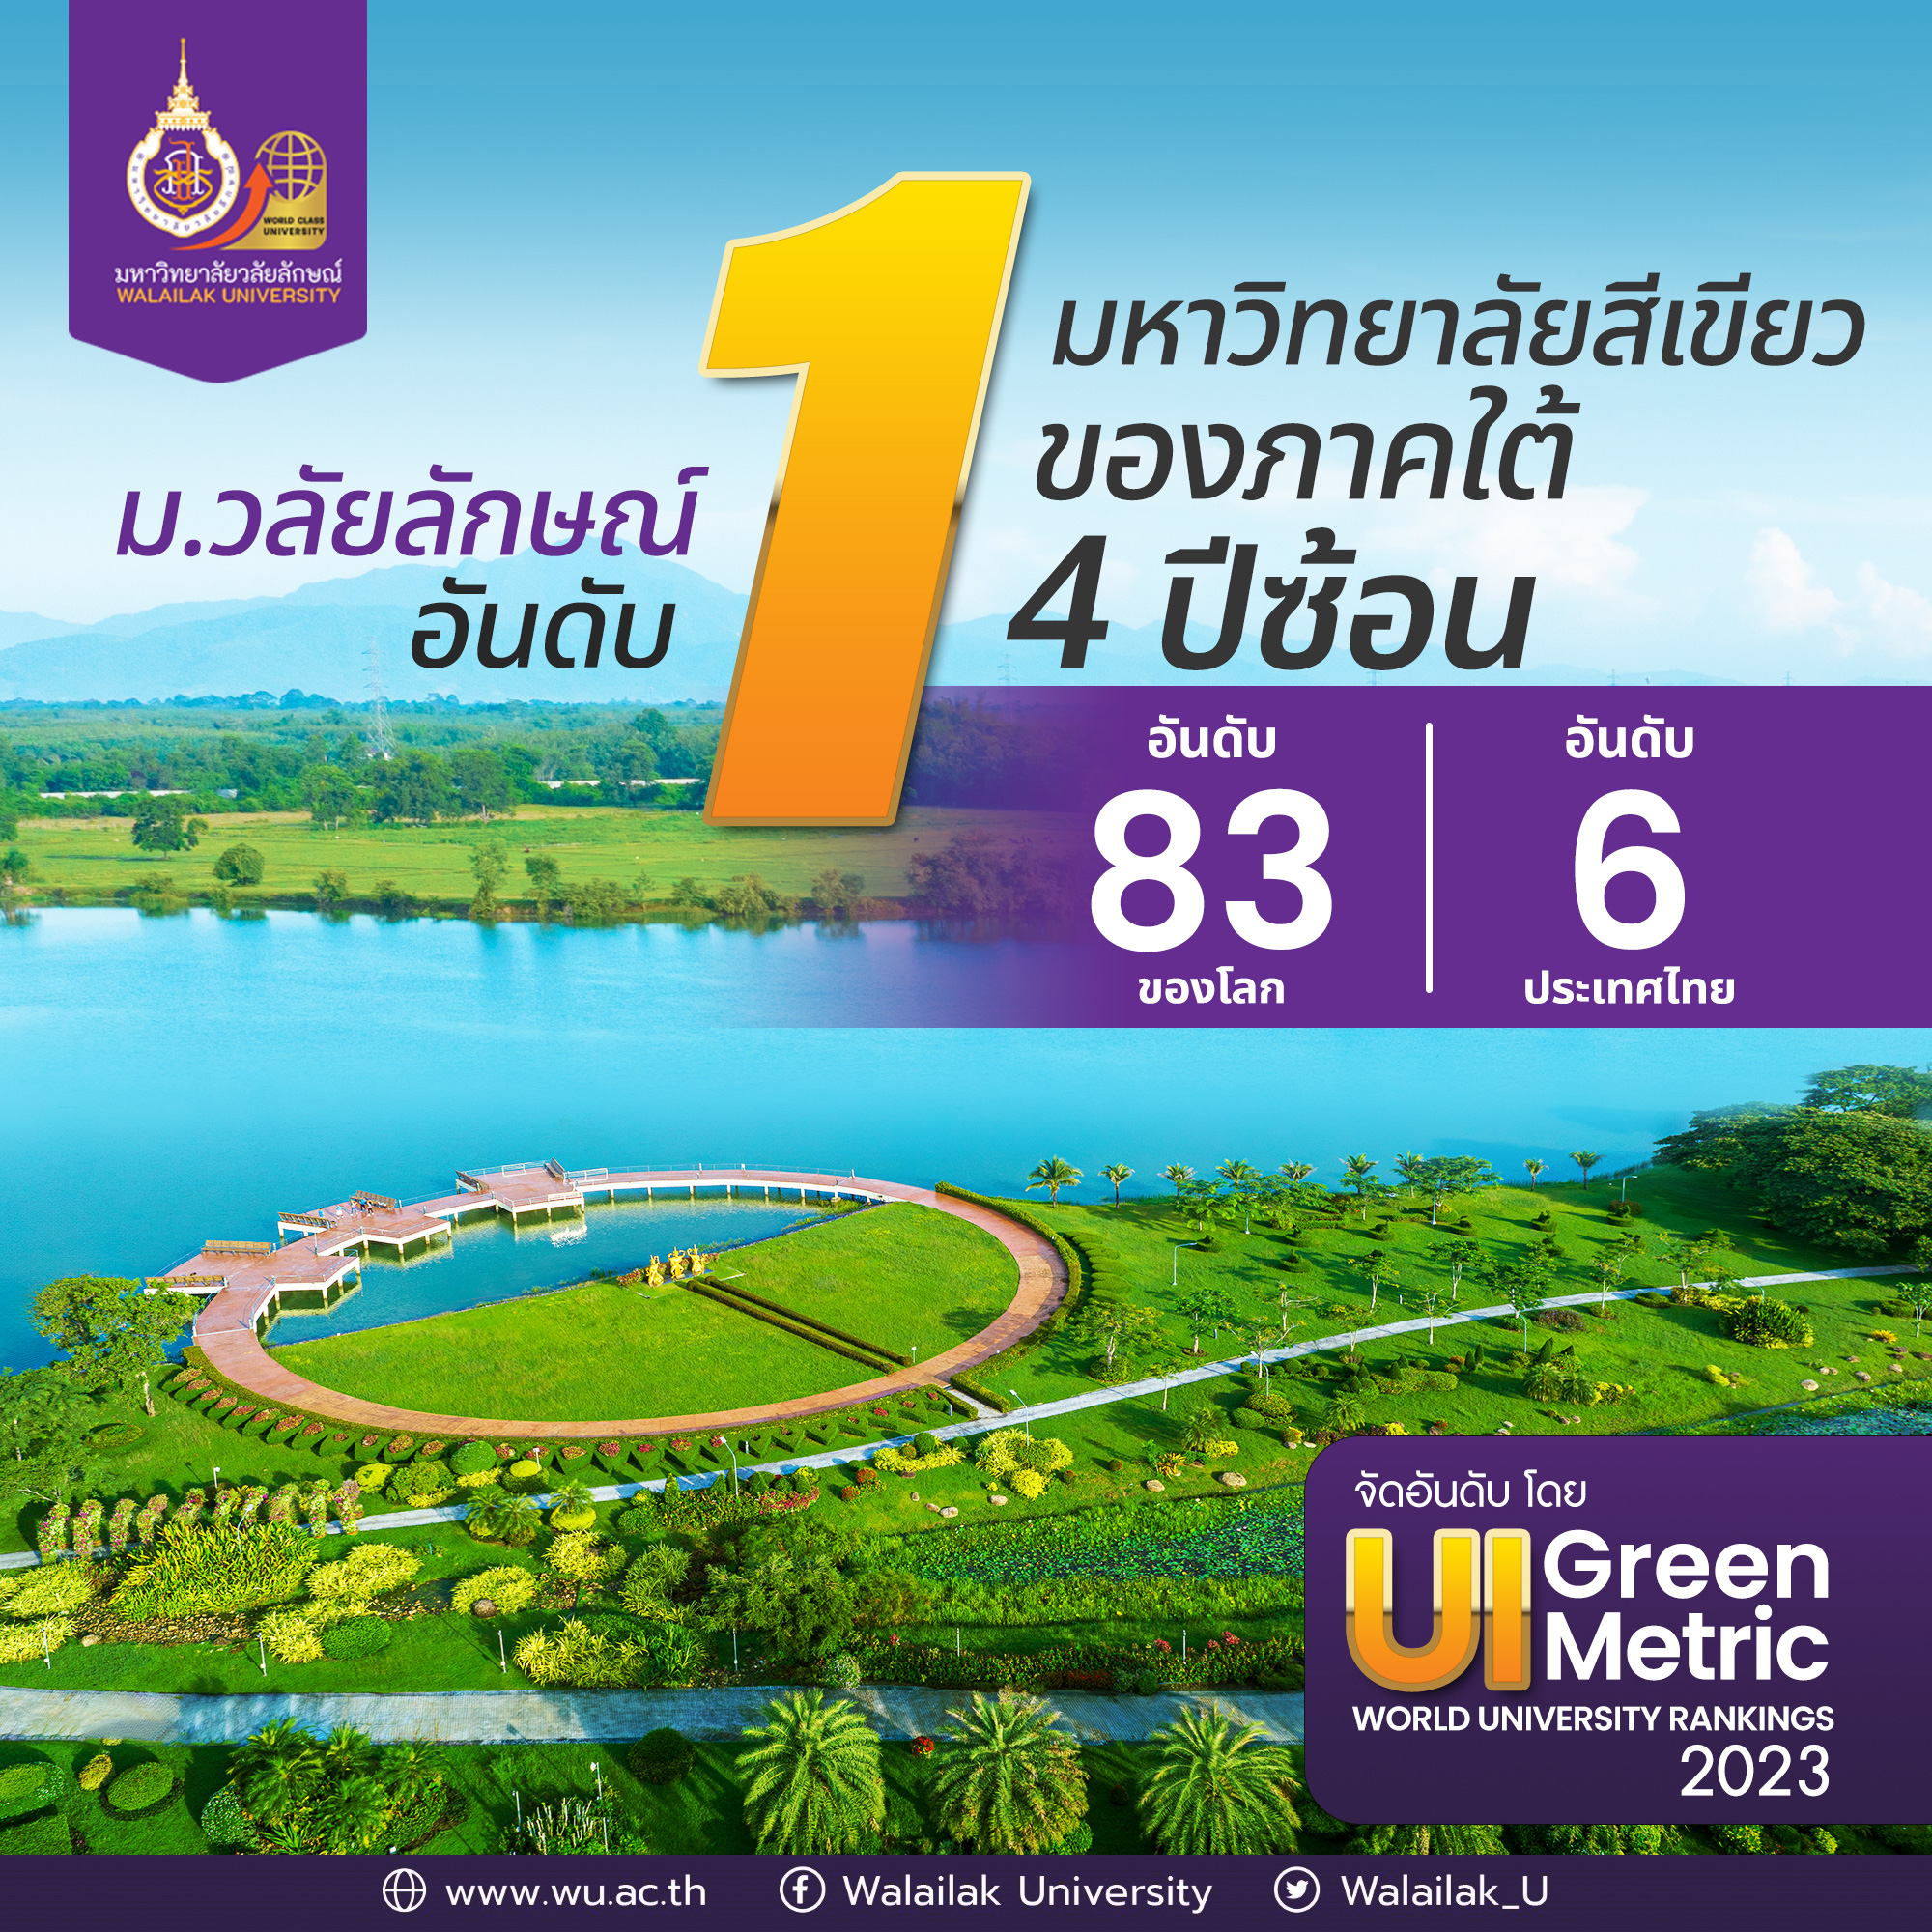 WORLD CLASS
UNIVERSITY
มหาวิทยาลัยวลัยลักษณ์
WALAILAK UNIVERSITY
ม.วลัยลักษณ์
อันดับ
1
มหาวิทยาลัยสีเขียว
ของภาคใต้
4 ปีซ้อน
อันดับ
83
ของโลก
อันดับ
6
ประเทศไทย
จัดอันดับ โดย
UI Green
Metric
WORLD UNIVERSITY RANKINGS
2023
www.wu.ac.th
Walailak University
Walailak_U